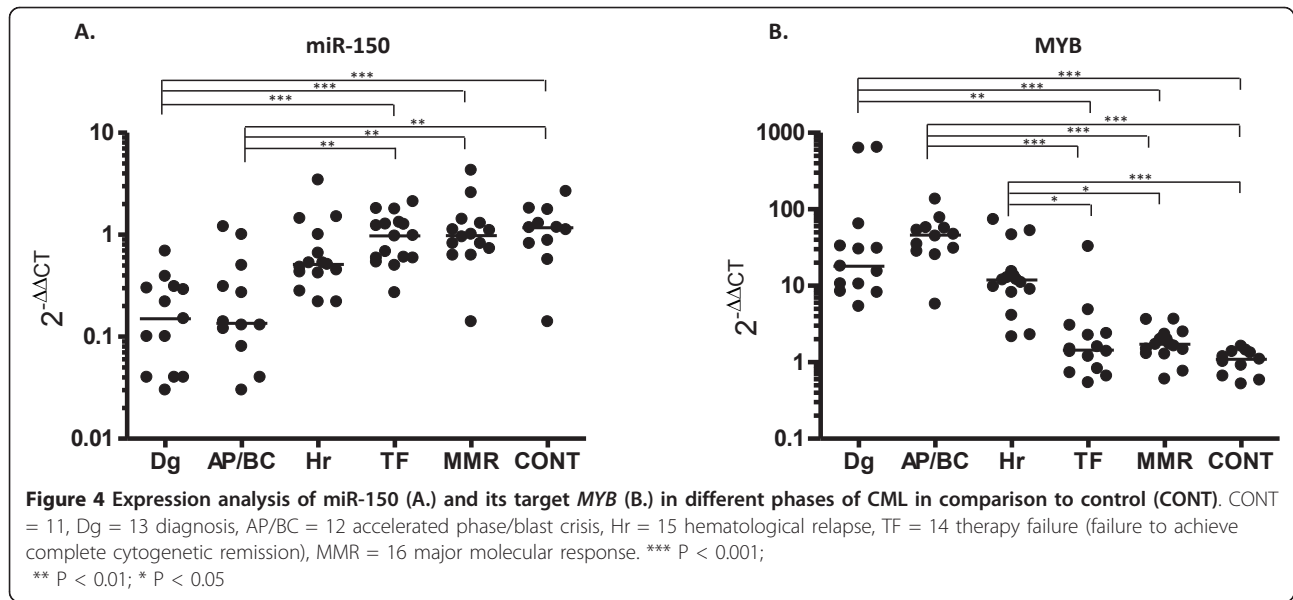 A.
miR-150
***
***
***
**
**
**
10
1
0.1
0.01
2-ΔΔCT
Dg AP/BC Hr TF MMR CONT
B.
MYB
***
***
**
***
***
***
***
*
*
1000
100
10
1
0.1
2-ΔΔCT
Dg AP/BC Hr TF MMR CONT
Figure 4 Expression analysis of miR-150 (A.) and its target MYB (B.) in different phases of CML in comparison to control (CONT). CONT
= 11, Dg = 13 diagnosis, AP/BC = 12 accelerated phase/blast crisis, Hr = 15 hematological relapse, TF = 14 therapy failure (failure to achieve
complete cytogenetic remission), MMR = 16 major molecular response. *** P < 0.001;
** P < 0.01; * P < 0.05